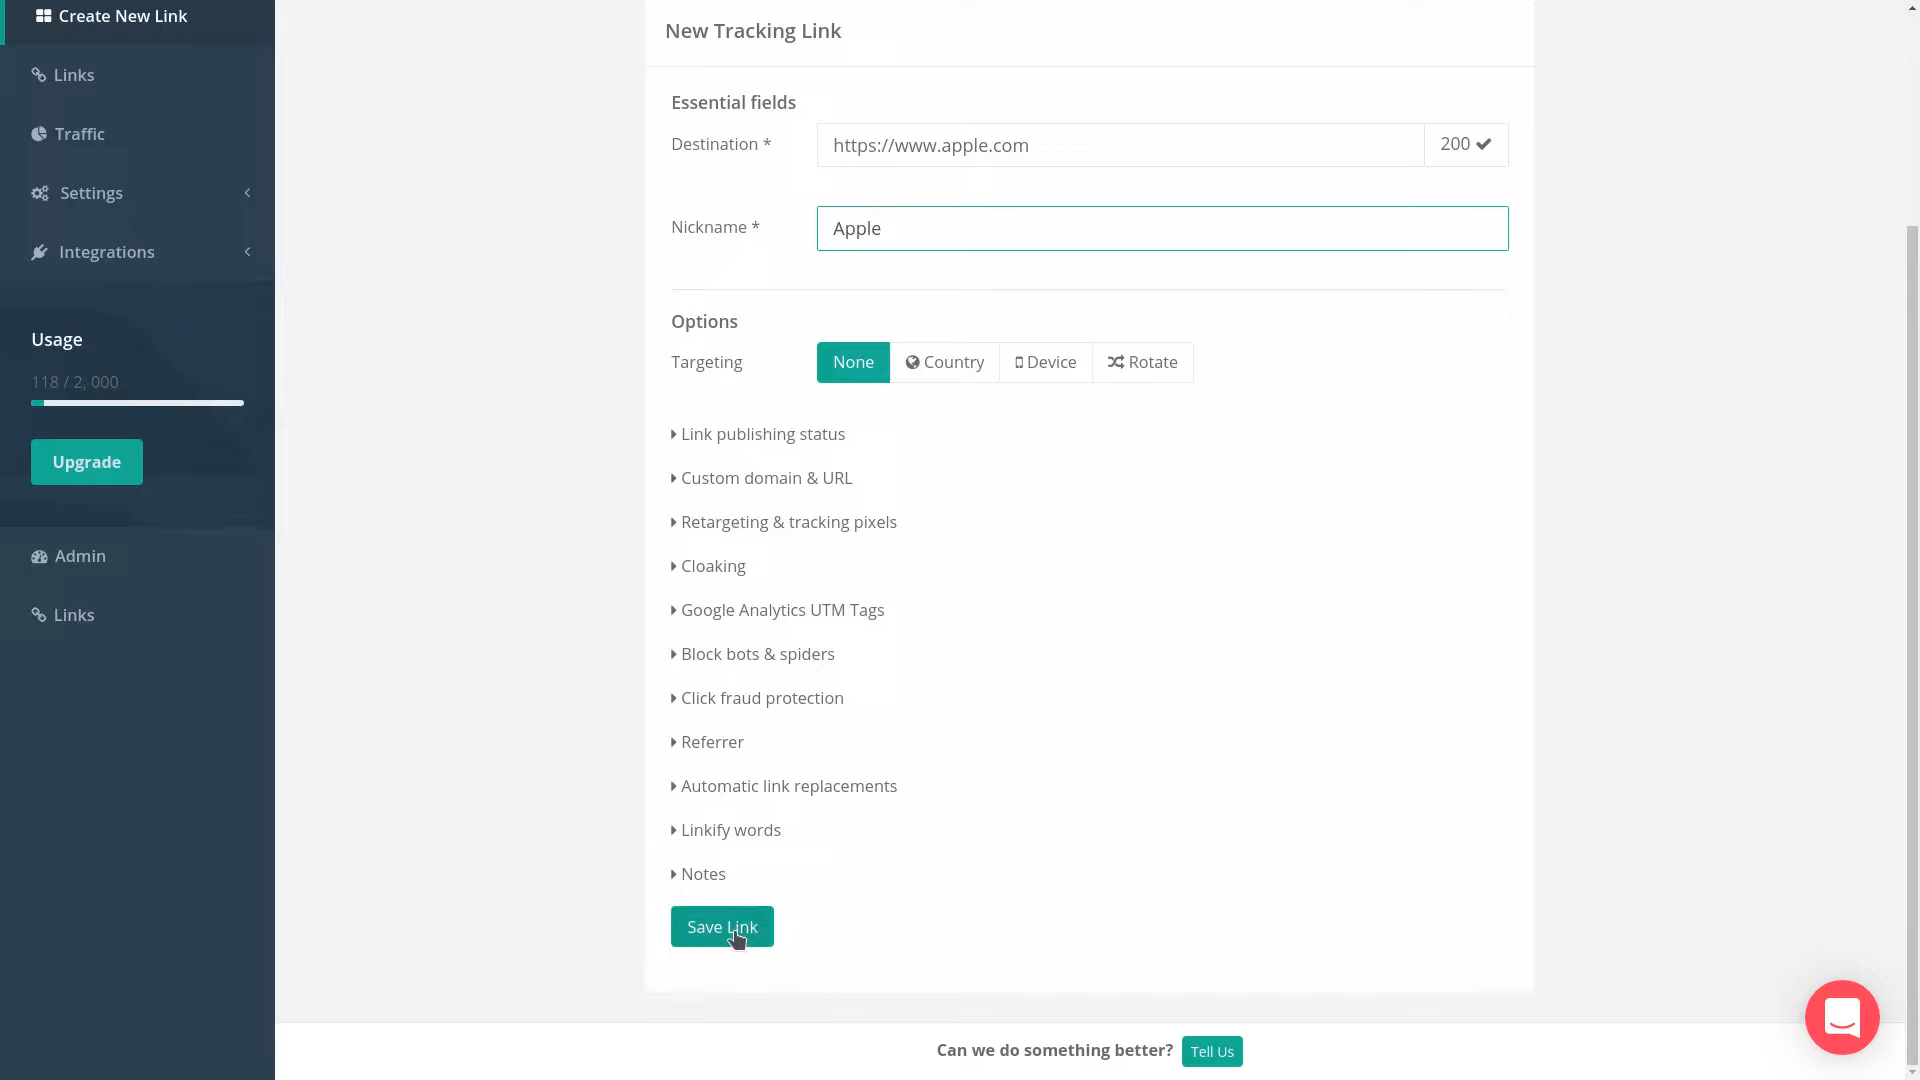 Create New Link
Links
Traffic
Settings
Integrations
Usage
118 / 2, 000
Upgrade
Admin
Links
New Tracking Link
Essential fields
Destination *
https://www.apple.com
200
Nickname *
Apple
Options
Targeting
None
Country
Device
Rotate
Link publishing status
Custom domain & URL
Retargeting & tracking pixels
Cloaking
Google Analytics UTM Tags
Block bots & spiders
Click fraud protection
Referrer
Automatic link replacements
Linkify words
Notes
Save Link
Can we do something better?
Tell Us